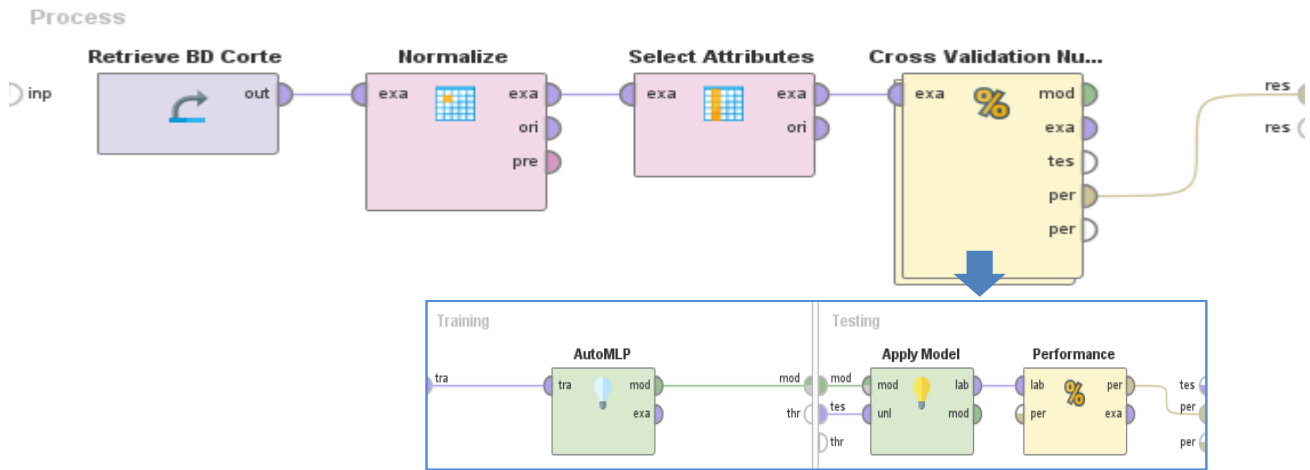 Process
Retrieve BD Corte
Normalize
Select Attributes
Cross Validation Nu...
inp
out
exa
exa
ori
pre
exa
exa
ori
exa
mod
exa
tes
per
per
res
res
Training
Testing
AutoMLP
Apply Model
Performance
tra
tra
mod
exa
mod
thr
mod
tes
thr
mod
unl
lab
mod
lab
per
per
exa
tes
per
per